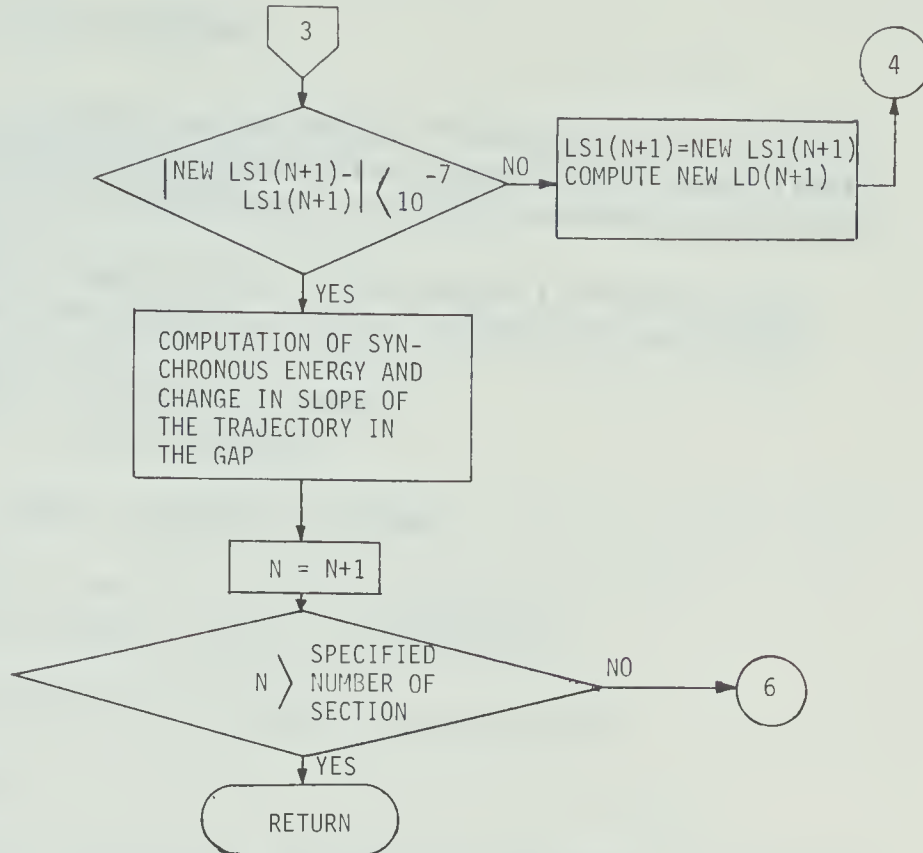 3
4
|NEW LS1(N+1)-
LS1(N+1)| < 10^-7
NO
LS1(N+1)=NEW LS1(N+1)
COMPUTE NEW LD(N+1)
YES
COMPUTATION OF SYN-
CHRONOUS ENERGY AND
CHANGE IN SLOPE OF
THE TRAJECTORY IN
THE GAP
N = N+1
N > SPECIFIED
NUMBER OF
SECTION
NO
6
YES
RETURN